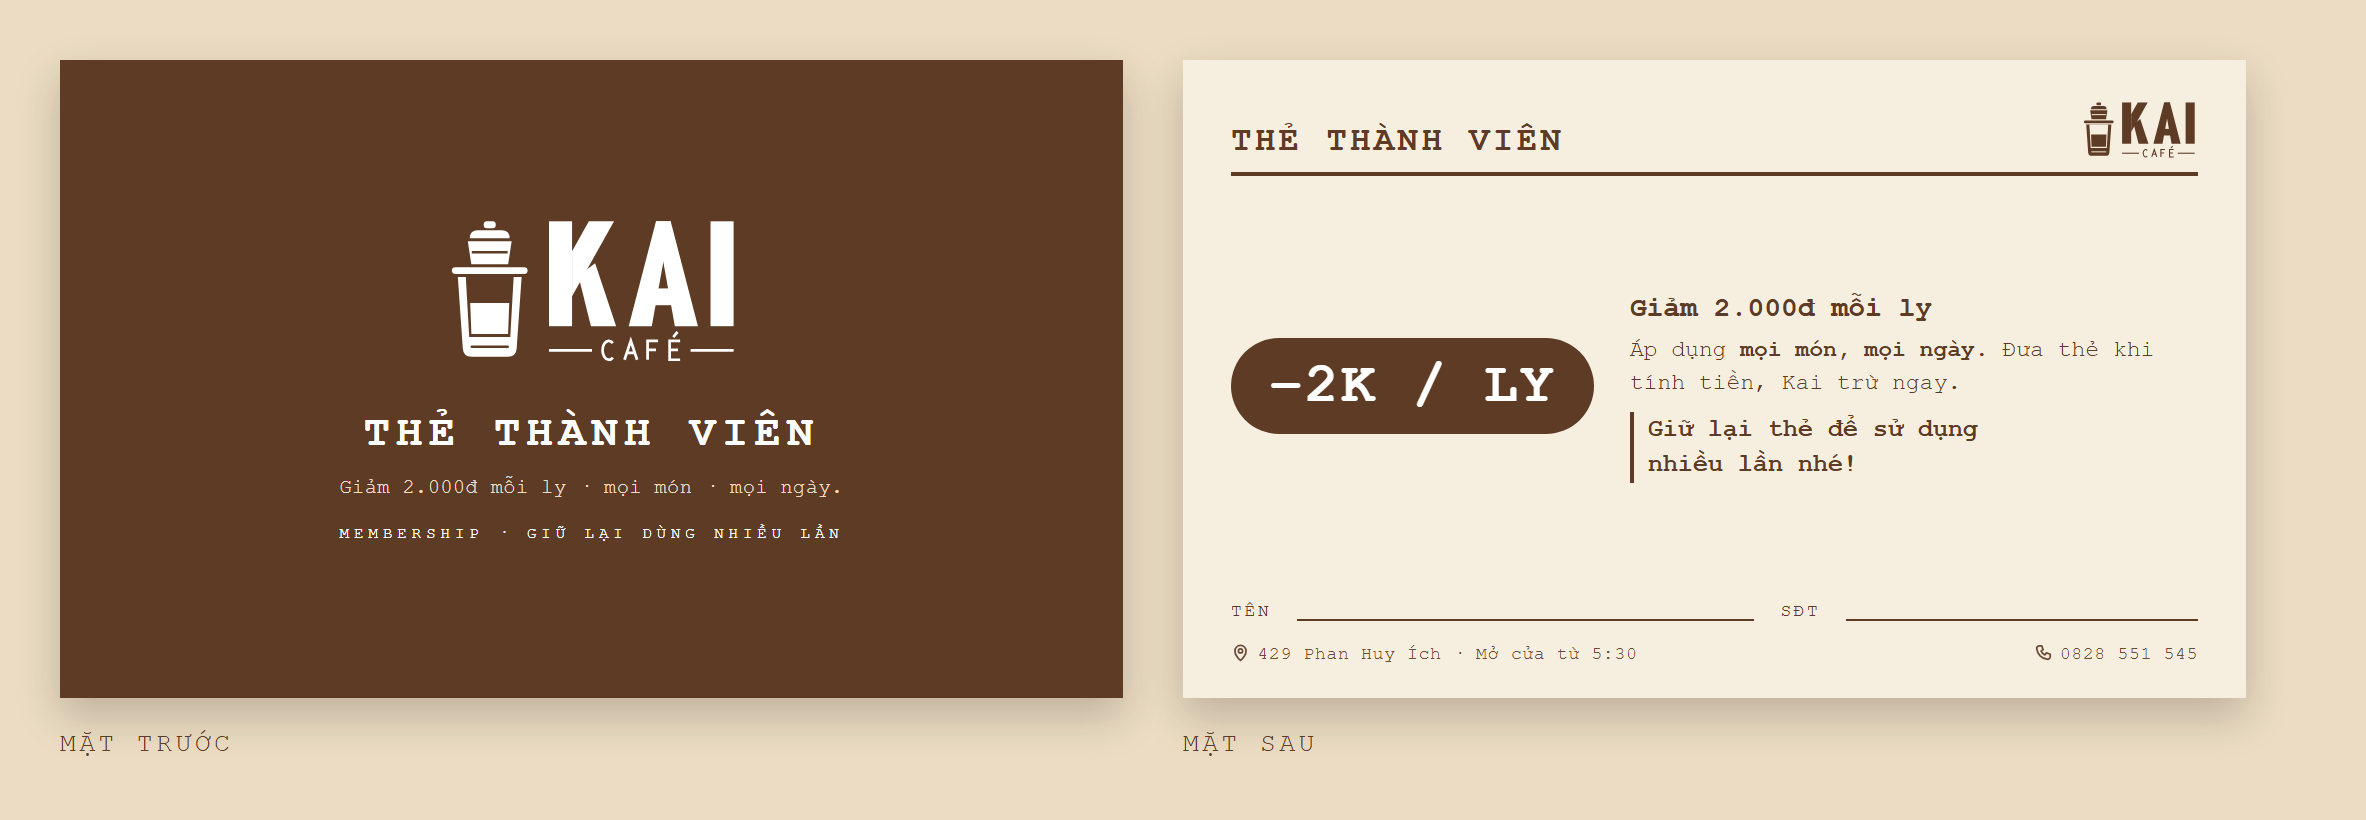 KAI
CAFÉ
THẺ THÀNH VIÊN
Giảm 2.000đ mỗi ly · mọi món · mọi ngày.
MEMBERSHIP · GIỮ LẠI DÙNG NHIỀU LẦN
MẶT TRƯỚC
THẺ THÀNH VIÊN
KAI
CAFÉ
−2K / LY
Giảm 2.000đ mỗi ly
Áp dụng mọi món, mọi ngày. Đưa thẻ khi
tính tiền, Kai trừ ngay.
Giữ lại thẻ để sử dụng
nhiều lần nhé!
TÊN SĐT
429 Phan Huy Ích · Mở cửa từ 5:30 0828 551 545
MẶT SAU